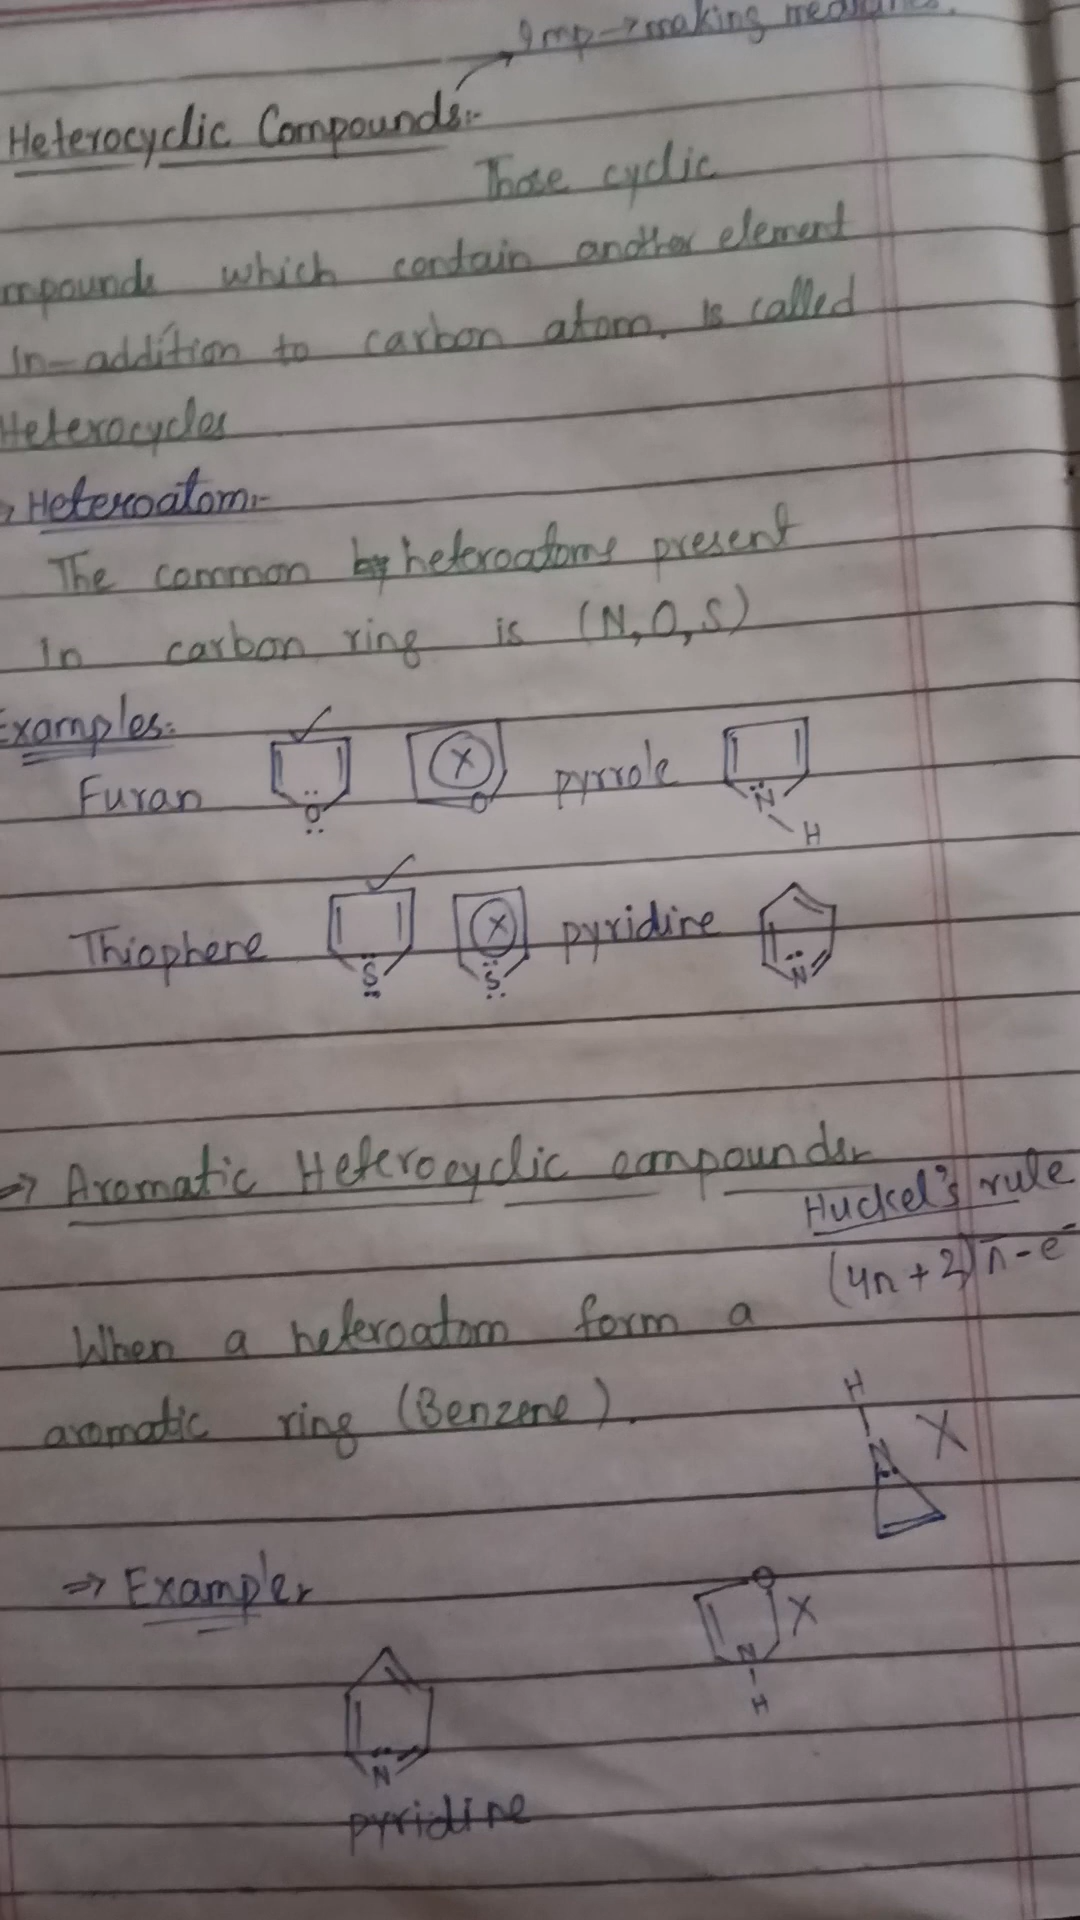 Imp→making medicines.
Heterocyclic Compounds:-
Those cyclic
mpounds which contain another element
In-addition to carbon atom, is called
Heterocycles
Heteroatom:-
The common heteroatoms present
In carbon ring is (N,O,S)
Examples:-
Furan O X O pyrrole N H
Thiophene S X S pyridine N
⇒ Aromatic Heterocyclic compounds:-
Huckel's rule
(4n+2)π-e⁻
When a heteroatom form a
aromatic ring (Benzene).
H
N X
⇒ Example:-
O X
N
H
N
pyridine